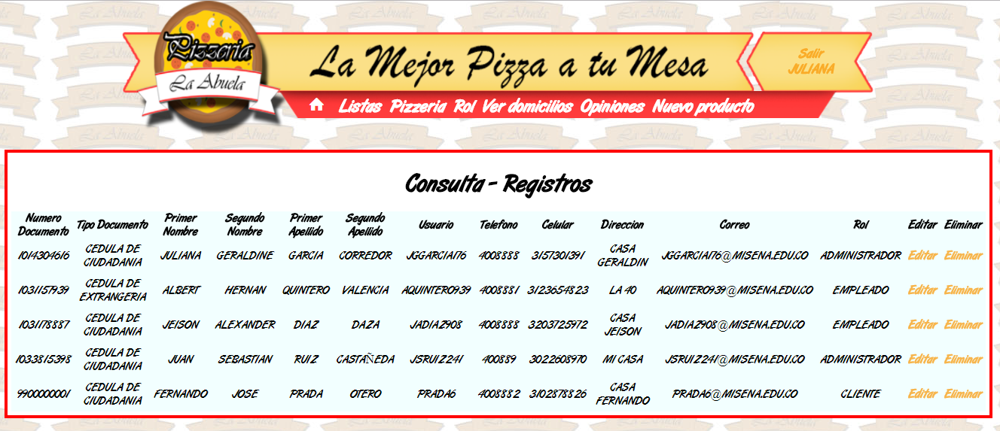 Pizzeria
La Abuela
La Mejor Pizza a tu Mesa
Salir
JULIANA
Listas Pizzeria Rol Ver domicilios Opiniones Nuevo producto
Consulta - Registros
Numero Documento Tipo Documento Primer Nombre Segundo Nombre Primer Apellido Segundo Apellido Usuario Telefono Celular Direccion Correo Rol Editar Eliminar
1014304616 CEDULA DE CIUDADANIA JULIANA GERALDINE GARCIA CORREDOR JGGARCIA176 4008888 3157301391 CASA GERALDIN JGGARCIA176@MISENA.EDU.CO ADMINISTRADOR Editar Eliminar
1031157939 CEDULA DE EXTRANGERIA ALBERT HERNAN QUINTERO VALENCIA AQUINTERO939 4008881 3123654823 LA 40 AQUINTERO939@MISENA.EDU.CO EMPLEADO Editar Eliminar
1031178887 CEDULA DE CIUDADANIA JEISON ALEXANDER DIAZ DAZA JADIAZ908 4008888 3203725972 CASA JEISON JADIAZ908@MISENA.EDU.CO EMPLEADO Editar Eliminar
1033815398 CEDULA DE CIUDADANIA JUAN SEBASTIAN RUIZ CASTAÑEDA JSRUIZ241 400889 3022608970 MI CASA JSRUIZ241@MISENA.EDU.CO ADMINISTRADOR Editar Eliminar
990000001 CEDULA DE CIUDADANIA FERNANDO JOSE PRADA OTERO PRADA6 4008882 3102878826 CASA FERNANDO PRADA6@MISENA.EDU.CO CLIENTE Editar Eliminar